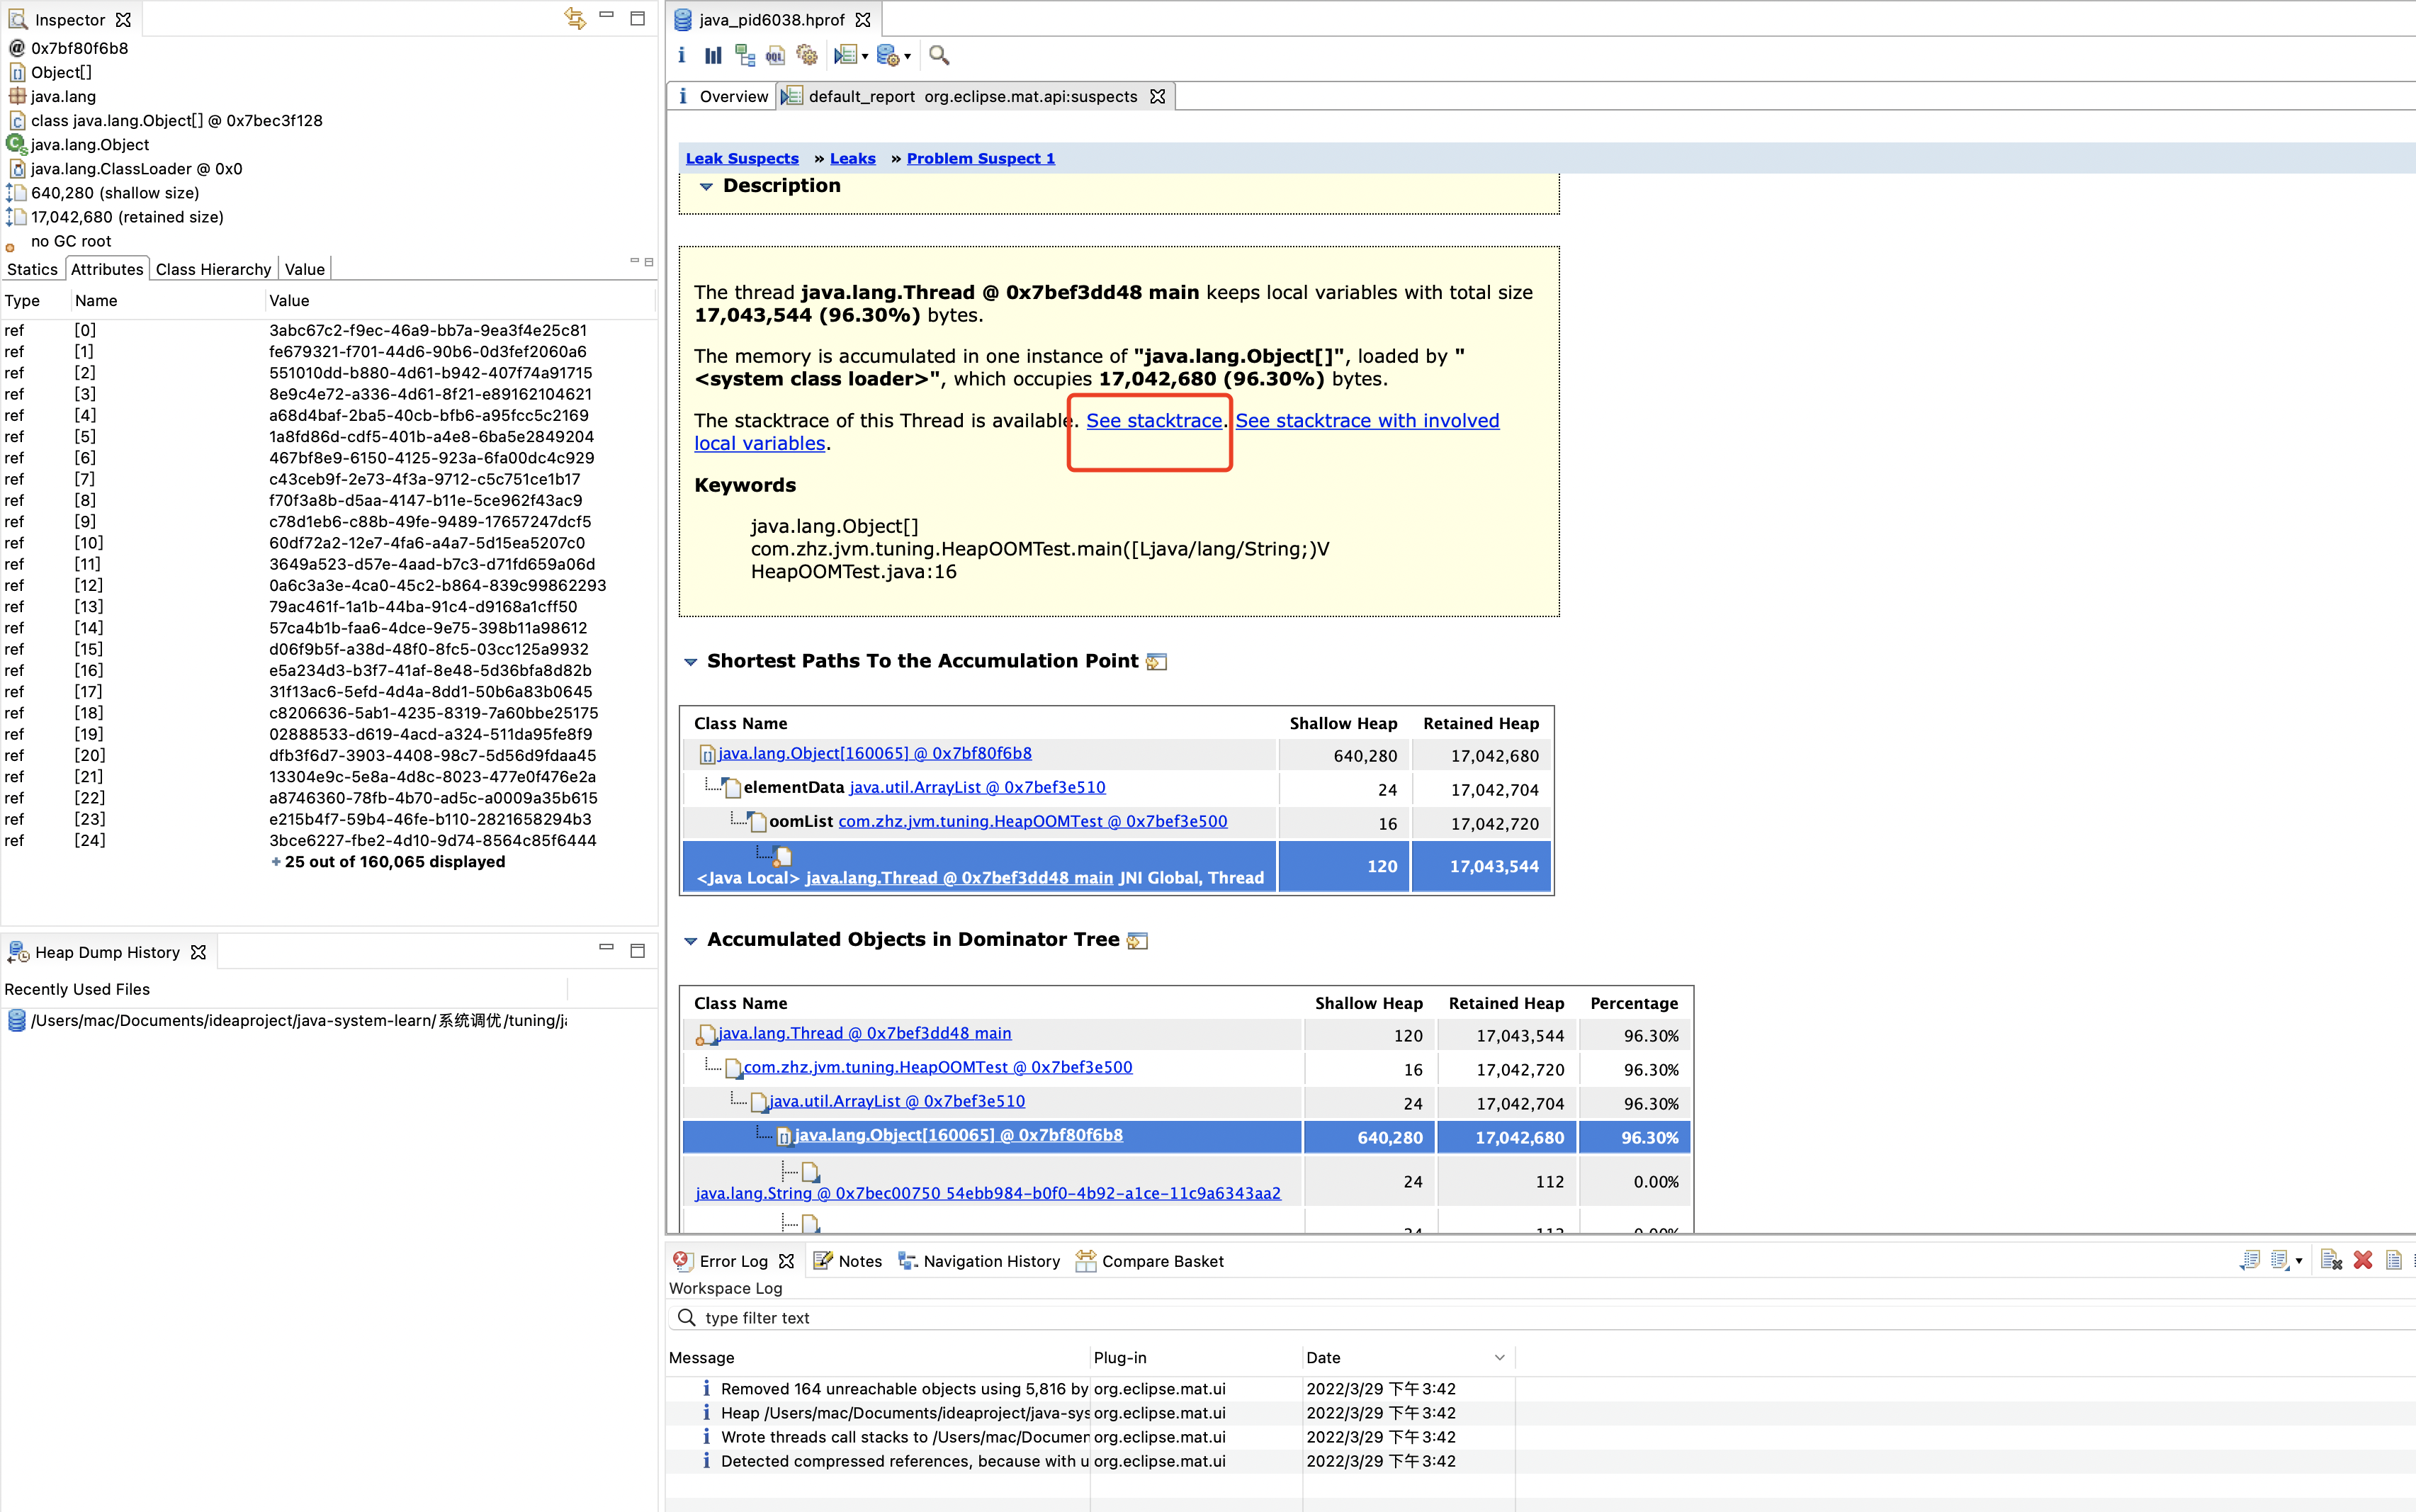 Inspector
0x7bf80f6b8
Object[]
java.lang
class java.lang.Object[] @ 0x7bec3f128
java.lang.Object
java.lang.ClassLoader @ 0x0
640,280 (shallow size)
17,042,680 (retained size)
no GC root
Statics Attributes Class Hierarchy Value
Type Name Value
ref [0] 3abc67c2-f9ec-46a9-bb7a-9ea3f4e25c81
ref [1] fe679321-f701-44d6-90b6-0d3fef2060a6
ref [2] 551010dd-b880-4d61-b942-407f74a91715
ref [3] 8e9c4e72-a336-4d61-8f21-e89162104621
ref [4] a68d4baf-2ba5-40cb-bfb6-a95fcc5c2169
ref [5] 1a8fd86d-cdf5-401b-a4e8-6ba5e2849204
ref [6] 467bf8e9-6150-4125-923a-6fa00dc4c929
ref [7] c43ceb9f-2e73-4f3a-9712-c5c751ce1b17
ref [8] f70f3a8b-d5aa-4147-b11e-5ce962f43ac9
ref [9] c78d1eb6-c88b-49fe-9489-17657247dcf5
ref [10] 60df72a2-12e7-4fa6-a4a7-5d15ea5207c0
ref [11] 3649a523-d57e-4aad-b7c3-d71fd659a06d
ref [12] 0a6c3a3e-4ca0-45c2-b864-839c99862293
ref [13] 79ac461f-1a1b-44ba-91c4-d9168a1cff50
ref [14] 57ca4b1b-faa6-4dce-9e75-398b11a98612
ref [15] d06f9b5f-a38d-48f0-8fc5-03cc125a9932
ref [16] e5a234d3-b3f7-41af-8e48-5d36bfa8d82b
ref [17] 31f13ac6-5efd-4d4a-8dd1-50b6a83b0645
ref [18] c8206636-5ab1-4235-8319-7a60bbe25175
ref [19] 02888533-d619-4acd-a324-511da95fe8f9
ref [20] dfb3f6d7-3903-4408-98c7-5d56d9fdaa45
ref [21] 13304e9c-5e8a-4d8c-8023-477e0f476e2a
ref [22] a8746360-78fb-4b70-ad5c-a0009a35b615
ref [23] e215b4f7-59b4-46fe-b110-2821658294b3
ref [24] 3bce6227-fbe2-4d10-9d74-8564c85f6444
+ 25 out of 160,065 displayed
Heap Dump History
Recently Used Files
/Users/mac/Documents/ideaproject/java-system-learn/系统调优/tuning/ja
java_pid6038.hprof
Overview default_report org.eclipse.mat.api:suspects
Leak Suspects » Leaks » Problem Suspect 1
Description
The thread java.lang.Thread @ 0x7bef3dd48 main keeps local variables with total size
17,043,544 (96.30%) bytes.
The memory is accumulated in one instance of "java.lang.Object[]", loaded by "
<system class loader>", which occupies 17,042,680 (96.30%) bytes.
The stacktrace of this Thread is available. See stacktrace. See stacktrace with involved
local variables.
Keywords
java.lang.Object[]
com.zhz.jvm.tuning.HeapOOMTest.main([Ljava/lang/String;)V
HeapOOMTest.java:16
Shortest Paths To the Accumulation Point
Class Name Shallow Heap Retained Heap
java.lang.Object[160065] @ 0x7bf80f6b8 640,280 17,042,680
elementData java.util.ArrayList @ 0x7bef3e510 24 17,042,704
oomList com.zhz.jvm.tuning.HeapOOMTest @ 0x7bef3e500 16 17,042,720
<Java Local> java.lang.Thread @ 0x7bef3dd48 main JNI Global, Thread 120 17,043,544
Accumulated Objects in Dominator Tree
Class Name Shallow Heap Retained Heap Percentage
java.lang.Thread @ 0x7bef3dd48 main 120 17,043,544 96.30%
com.zhz.jvm.tuning.HeapOOMTest @ 0x7bef3e500 16 17,042,720 96.30%
java.util.ArrayList @ 0x7bef3e510 24 17,042,704 96.30%
java.lang.Object[160065] @ 0x7bf80f6b8 640,280 17,042,680 96.30%
java.lang.String @ 0x7bec00750 54ebb984-b0f0-4b92-a1ce-11c9a6343aa2 24 112 0.00%
24 112 0.00%
Error Log Notes Navigation History Compare Basket
Workspace Log
type filter text
Message Plug-in Date
Removed 164 unreachable objects using 5,816 by org.eclipse.mat.ui 2022/3/29 下午3:42
Heap /Users/mac/Documents/ideaproject/java-sys org.eclipse.mat.ui 2022/3/29 下午3:42
Wrote threads call stacks to /Users/mac/Documen org.eclipse.mat.ui 2022/3/29 下午3:42
Detected compressed references, because with u org.eclipse.mat.ui 2022/3/29 下午3:42